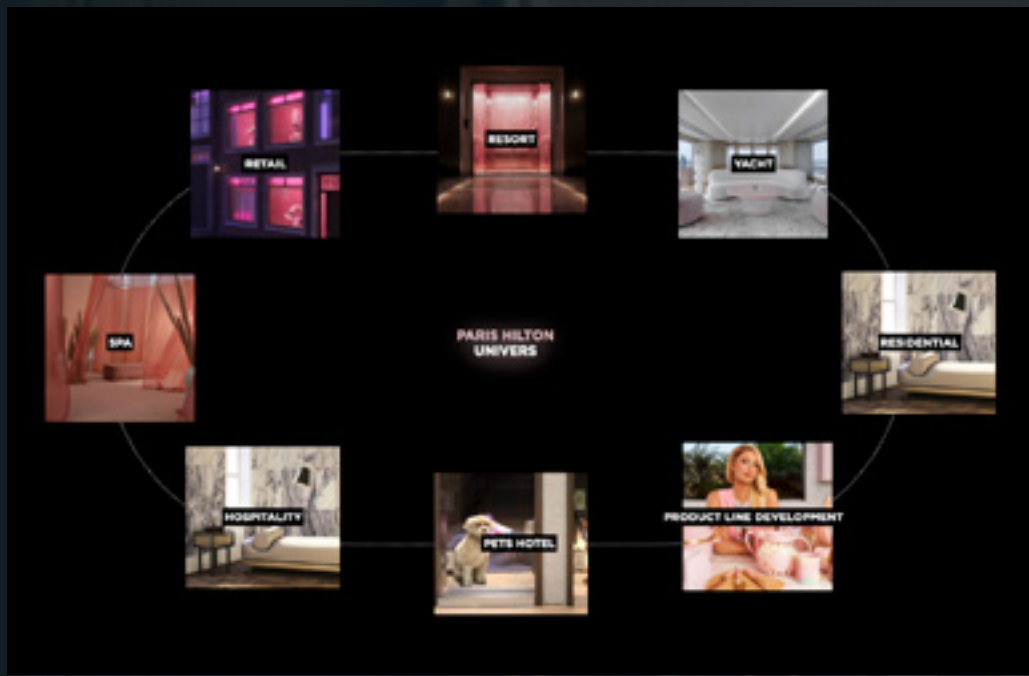 RETAIL
RESORT
YACHT
SPA
PARIS HILTON
UNIVERS
RESIDENTIAL
HOSPITALITY
PETS HOTEL
PRODUCT LINE DEVELOPMENT